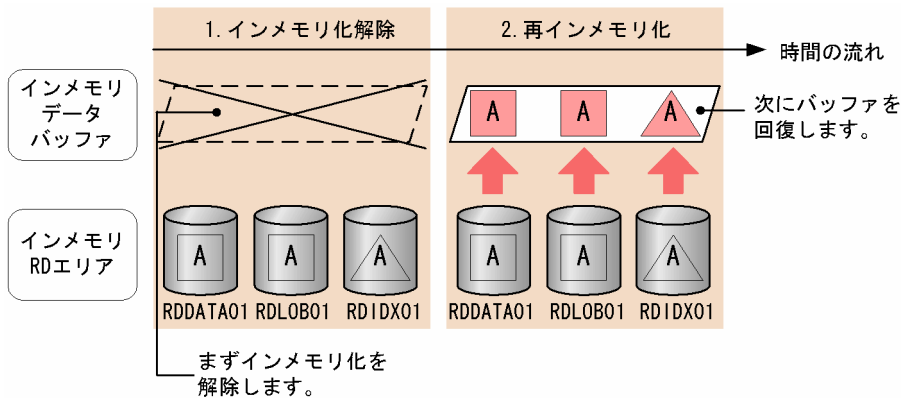 1.インメモリ化解除
2.再インメモリ化
時間の流れ
インメモリ
データ
バッファ
A
A
A
次にバッファを
回復します。
インメモリ
RDエリア
A
A
A
A
A
A
RDDATA01 RDLOB01 RDIDX01
RDDATA01 RDLOB01 RDIDX01
まずインメモリ化を
解除します。